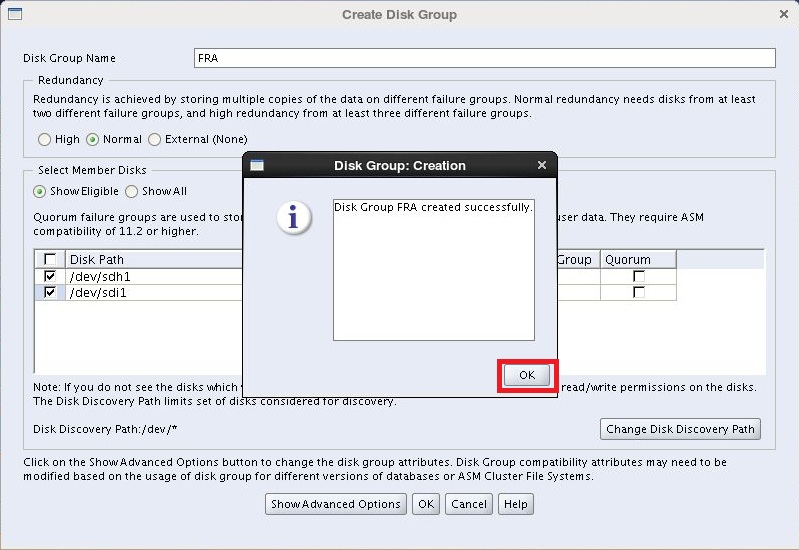 Create Disk Group
Disk Group Name
FRA
Redundancy
Redundancy is achieved by storing multiple copies of the data on different failure groups. Normal redundancy needs disks from at least
two different failure groups, and high redundancy from at least three different failure groups.
High Normal External (None)
Select Member Disks
Show Eligible Show All
Quorum failure groups are used to
user data. They require ASM
compatibility of 11.2 or higher.
Disk Path
Group
Quorum
/dev/sdh1
/dev/sdi1
Disk Group: Creation
Disk Group FRA created successfully.
OK
Note: If you do not see the disks which
read/write permissions on the disks.
The Disk Discovery Path limits set of disks considered for discovery.
Disk Discovery Path:/dev/*
Change Disk Discovery Path
Click on the Show Advanced Options button to change the disk group attributes. Disk Group compatibility attributes may need to be
modified based on the usage of disk group for different versions of databases or ASM Cluster File Systems.
Show Advanced Options OK Cancel Help